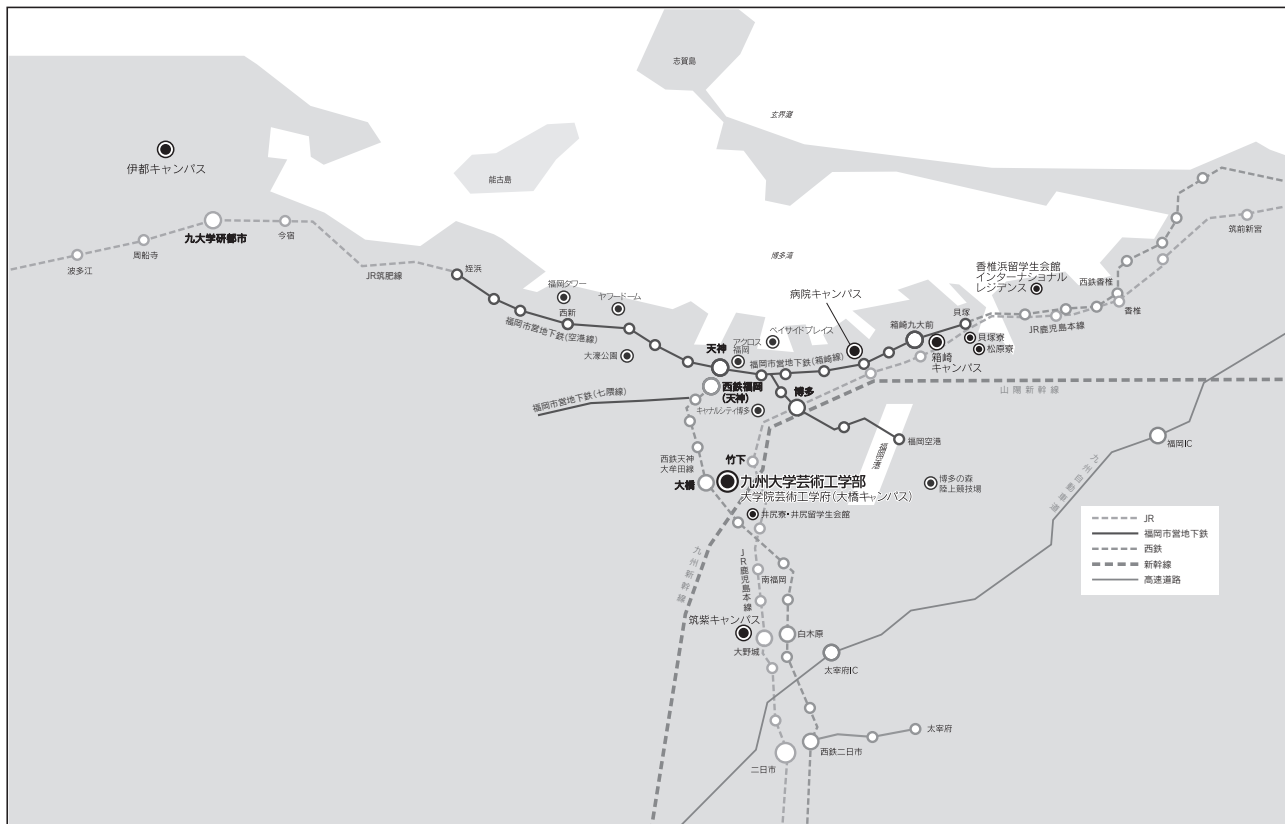 志賀島
玄界灘
伊都キャンパス
能古島
九大学研都市
今宿
周船寺
波多江
JR筑肥線
姪浜
筑前新宮
博多湾
香椎浜留学生会館
インターナショナル
レジデンス
西鉄香椎
香椎
JR鹿児島本線
福岡タワー
西新
ヤフードーム
福岡市営地下鉄(空港線)
大濠公園
病院キャンパス
ベイサイドプレイス
アクロス
福岡
天神
福岡市営地下鉄(箱崎線)
箱崎九大前
貝塚
貝塚寮
松原寮
箱崎
キャンパス
西鉄福岡
(天神)
福岡市営地下鉄(七隈線)
キャナルシティ博多
博多
山陽新幹線
福岡空港
福岡空港
福岡IC
九州自動車道
西鉄天神
大牟田線
竹下
大橋
九州大学芸術工学部
大学院芸術工学府(大橋キャンパス)
博多の森
陸上競技場
井尻寮・井尻留学生会館
九州新幹線
JR鹿児島本線
南福岡
筑紫キャンパス
大野城
白木原
太宰府IC
太宰府
西鉄二日市
二日市
JR
福岡市営地下鉄
西鉄
新幹線
高速道路